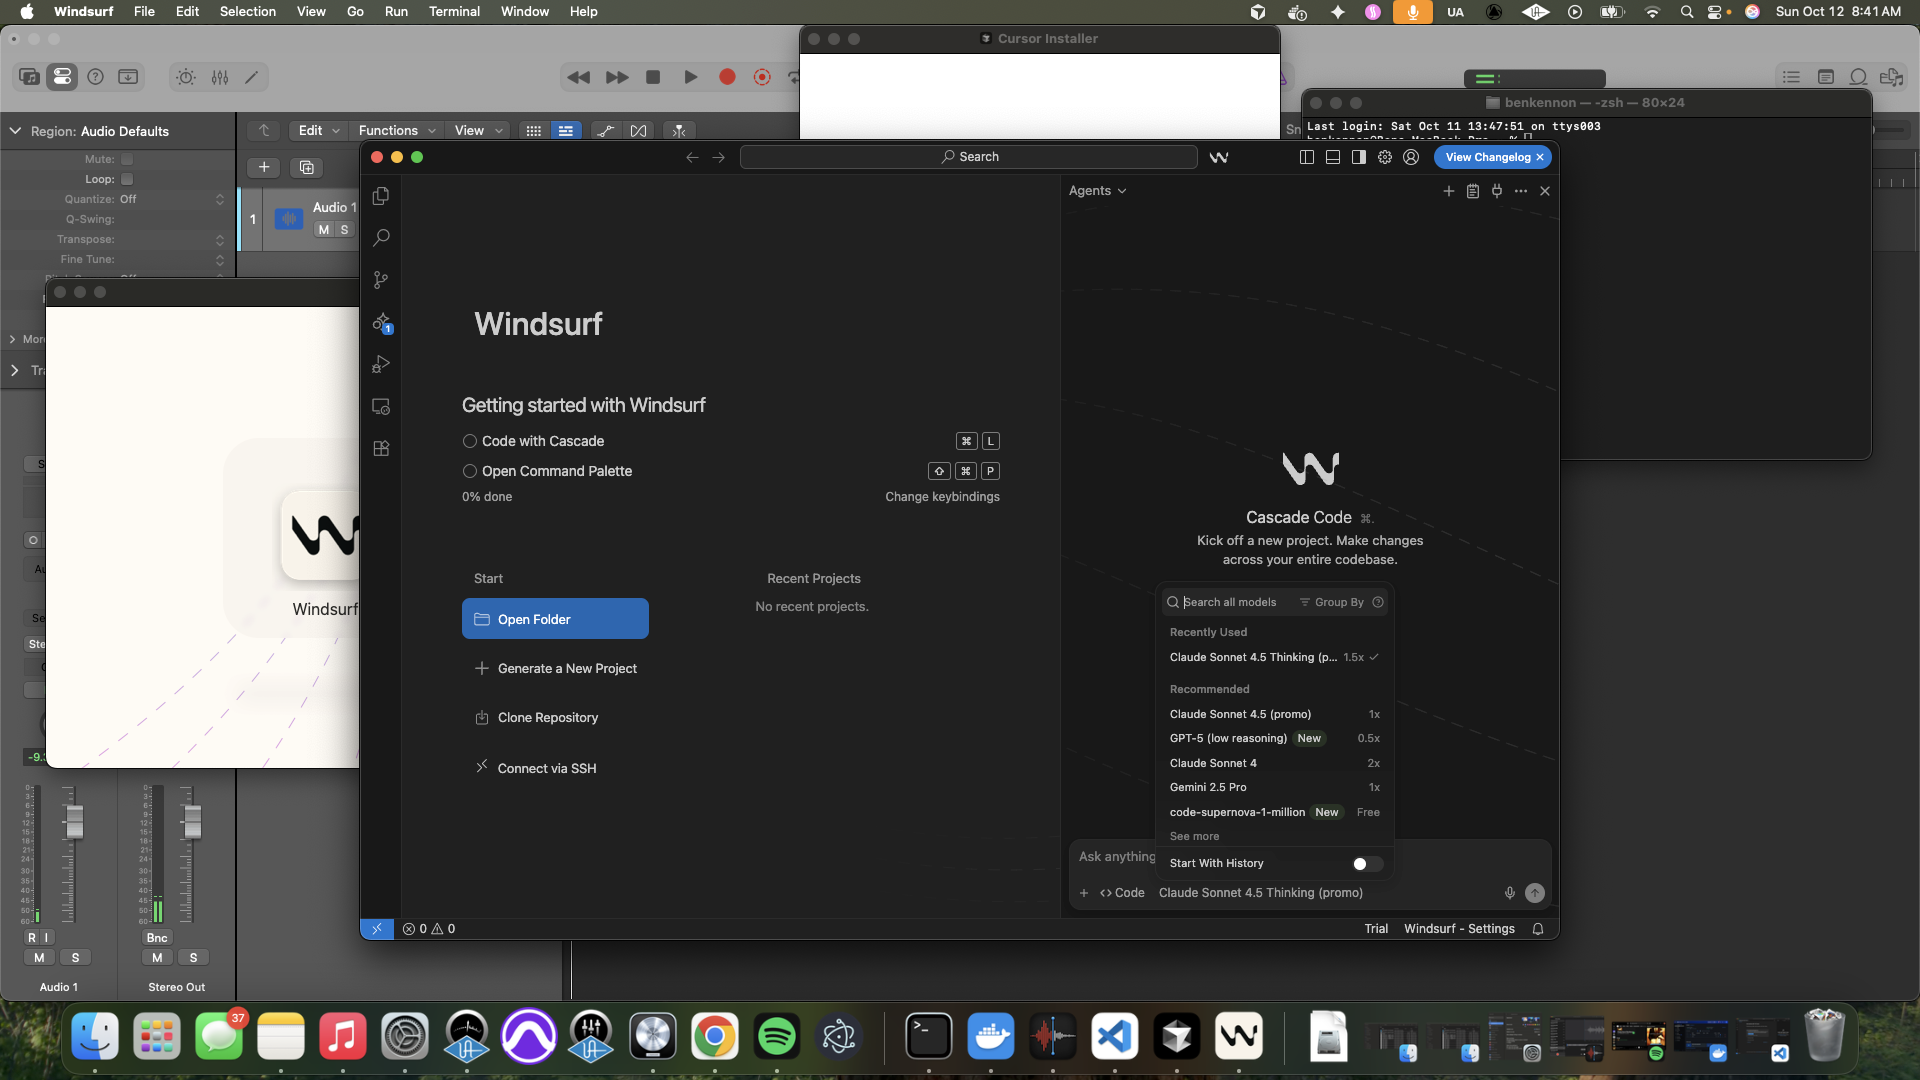 Windsurf File Edit Selection View Go Run Terminal Window Help
UA Sun Oct 12 8:41 AM
Cursor Installer
benkennon — -zsh — 80×24
Last login: Sat Oct 11 13:47:51 on ttys003
Region: Audio Defaults
Mute:
Loop:
Quantize: Off
Q-Swing:
Transpose:
Fine Tune:
Edit Functions View
1
Audio 1
M S
Search
View Changelog ×
Agents
1
Windsurf
Getting started with Windsurf
Code with Cascade ⌘ L
Open Command Palette ⇧ ⌘ P
0% done Change keybindings
Start Recent Projects
Open Folder
No recent projects.
Generate a New Project
Clone Repository
Connect via SSH
Windsurf
Cascade Code ⌘.
Kick off a new project. Make changes
across your entire codebase.
Search all models Group By
Recently Used
Claude Sonnet 4.5 Thinking (p... 1.5x
Recommended
Claude Sonnet 4.5 (promo) 1x
GPT-5 (low reasoning) New 0.5x
Claude Sonnet 4 2x
Gemini 2.5 Pro 1x
code-supernova-1-million New Free
See more
Start With History
Ask anything
Code Claude Sonnet 4.5 Thinking (promo)
0 0 Trial Windsurf - Settings
R I
Bnc
M S M S
Audio 1 Stereo Out
37